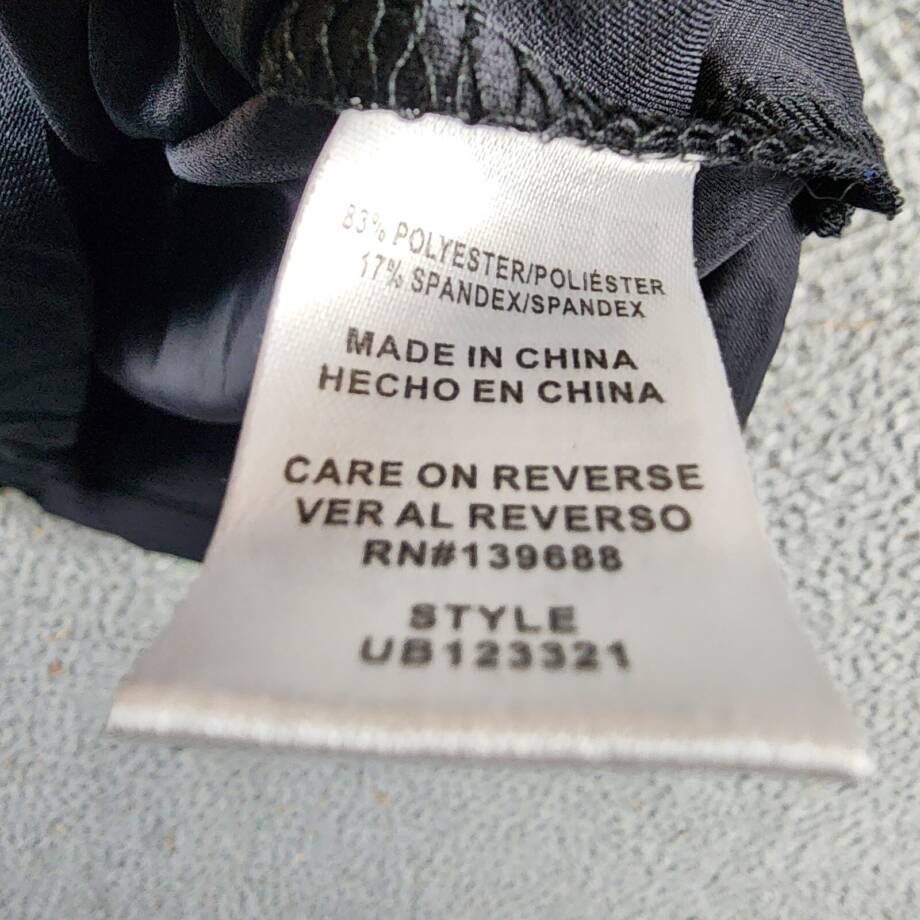 83% POLYESTER/POLIÉSTER
17% SPANDEX/SPANDEX
MADE IN CHINA
HECHO EN CHINA
CARE ON REVERSE
VER AL REVERSO
RN#139688
STYLE
UB123321